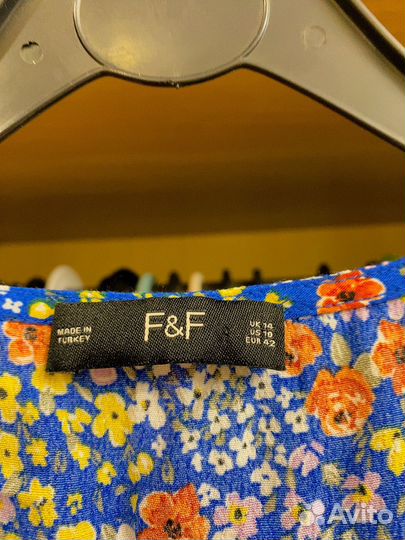 MADE IN
TURKEY
F&F
UK 14
US 10
EUR 42
Avito